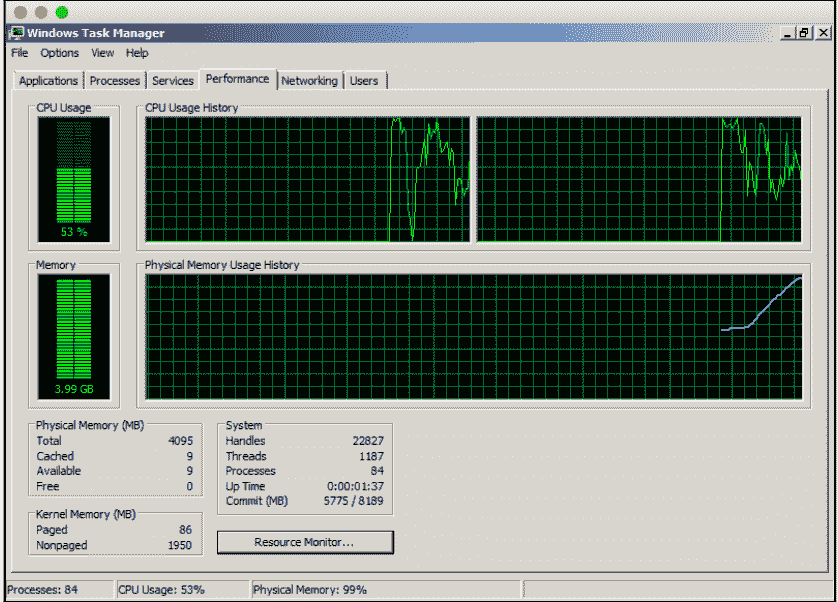 Windows Task Manager
File Options View Help
Applications Processes Services Performance Networking Users
CPU Usage CPU Usage History
53 %
Memory Physical Memory Usage History
3.99 GB
Physical Memory (MB)
Total 4095
Cached 9
Available 9
Free 0
Kernel Memory (MB)
Paged 86
Nonpaged 1950
System
Handles 22827
Threads 1187
Processes 84
Up Time 0:00:01:37
Commit (MB) 5775 / 8189
Resource Monitor...
Processes: 84 CPU Usage: 53% Physical Memory: 99%